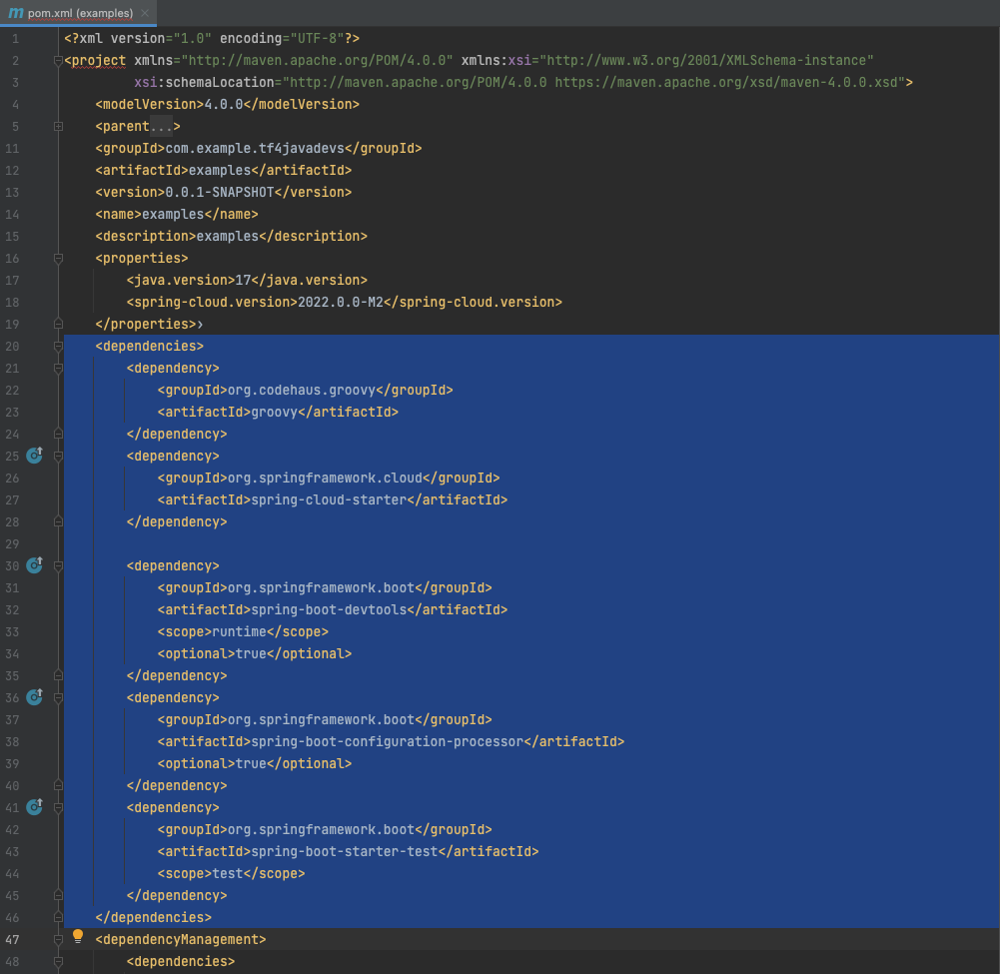 m pom.xml (examples) ×
1 <?xml version="1.0" encoding="UTF-8"?>
2 <project xmlns="http://maven.apache.org/POM/4.0.0" xmlns:xsi="http://www.w3.org/2001/XMLSchema-instance"
3 xsi:schemaLocation="http://maven.apache.org/POM/4.0.0 https://maven.apache.org/xsd/maven-4.0.0.xsd">
4 <modelVersion>4.0.0</modelVersion>
5 <parent...>
11 <groupId>com.example.tf4javadevs</groupId>
12 <artifactId>examples</artifactId>
13 <version>0.0.1-SNAPSHOT</version>
14 <name>examples</name>
15 <description>examples</description>
16 <properties>
17 <java.version>17</java.version>
18 <spring-cloud.version>2022.0.0-M2</spring-cloud.version>
19 </properties>›
20 <dependencies>
21 <dependency>
22 <groupId>org.codehaus.groovy</groupId>
23 <artifactId>groovy</artifactId>
24 </dependency>
25 <dependency>
26 <groupId>org.springframework.cloud</groupId>
27 <artifactId>spring-cloud-starter</artifactId>
28 </dependency>
29
30 <dependency>
31 <groupId>org.springframework.boot</groupId>
32 <artifactId>spring-boot-devtools</artifactId>
33 <scope>runtime</scope>
34 <optional>true</optional>
35 </dependency>
36 <dependency>
37 <groupId>org.springframework.boot</groupId>
38 <artifactId>spring-boot-configuration-processor</artifactId>
39 <optional>true</optional>
40 </dependency>
41 <dependency>
42 <groupId>org.springframework.boot</groupId>
43 <artifactId>spring-boot-starter-test</artifactId>
44 <scope>test</scope>
45 </dependency>
46 </dependencies>
47 <dependencyManagement>
48 <dependencies>